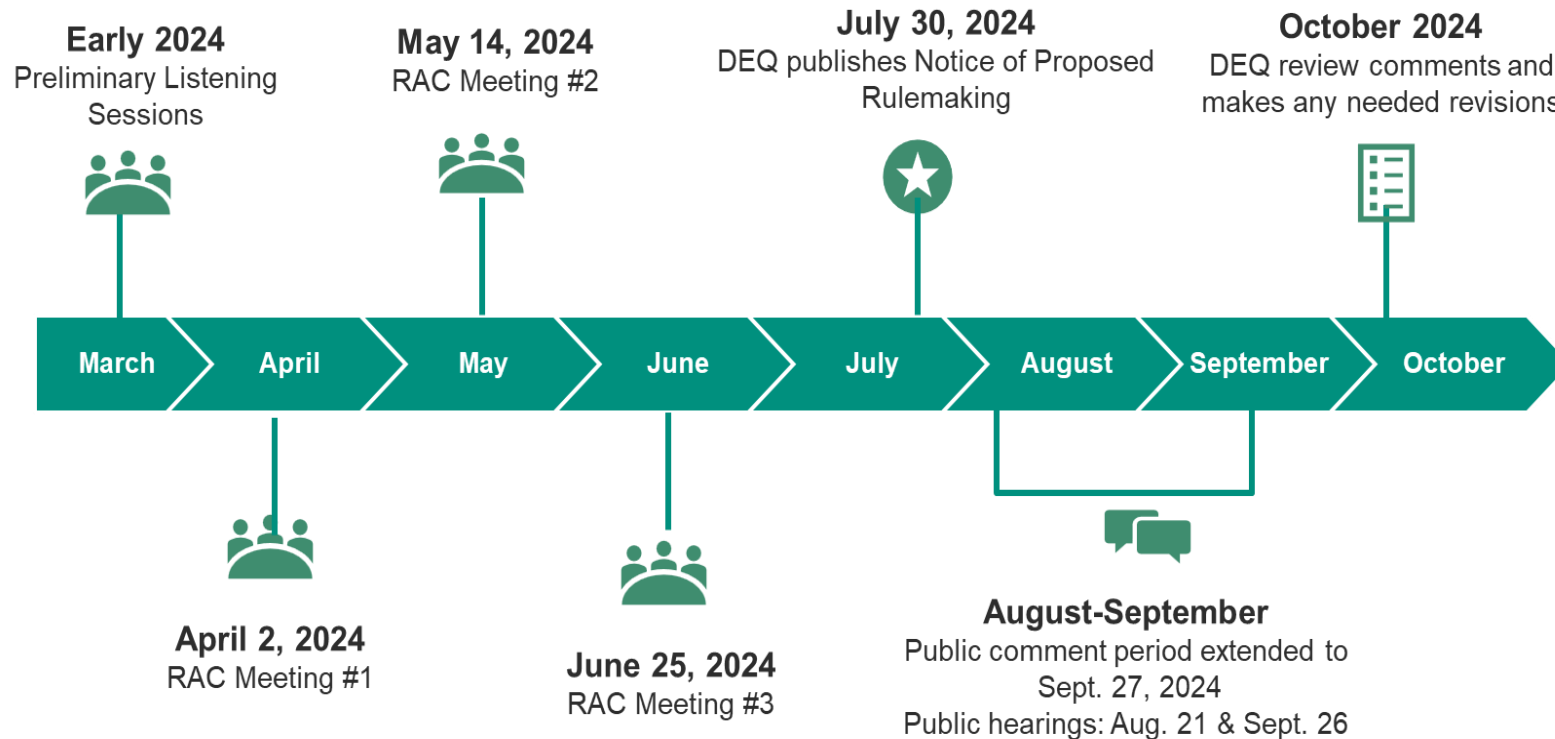 Early 2024
Preliminary Listening
Sessions
May 14, 2024
RAC Meeting #2
July 30, 2024
DEQ publishes Notice of Proposed
Rulemaking
October 2024
DEQ review comments and
makes any needed revisions
March
April
May
June
July
August
September
October
April 2, 2024
RAC Meeting #1
June 25, 2024
RAC Meeting #3
August-September
Public comment period extended to
Sept. 27, 2024
Public hearings: Aug. 21 & Sept. 26